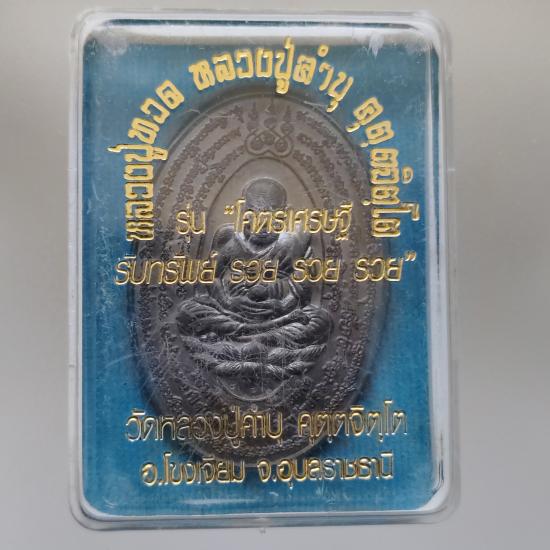 หลวงปู่ทวด หลวงปู่คำบุ คุตฺตจิตฺโต
รุ่น "โคตรเศรษฐี
รับทรัพย์ รวย รวย รวย"
วัดหลวงปู่คำบุ คุตฺตจิตฺโต
อ.โขงเจียม จ.อุบลราชธานี